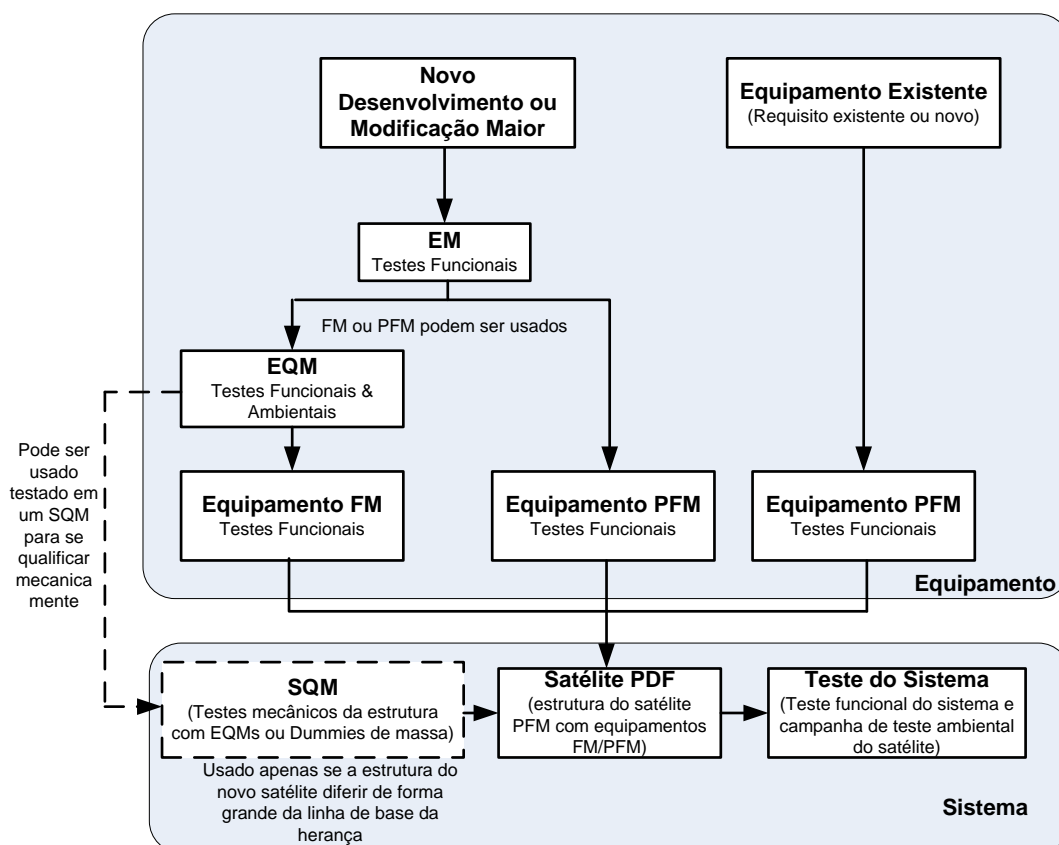 Novo
Desenvolvimento ou
Modificação Maior
Equipamento Existente
(Requisito existente ou novo)
EM
Testes Funcionais
FM ou PFM podem ser usados
EQM
Testes Funcionais &
Ambientais
Pode ser
usado
testado em
um SQM
para se
qualificar
mecanica
mente
Equipamento FM
Testes Funcionais
Equipamento PFM
Testes Funcionais
Equipamento PFM
Testes Funcionais
Equipamento
SQM
(Testes mecânicos da estrutura
com EQMs ou Dummies de massa)
Usado apenas se a estrutura do
novo satélite diferir de forma
grande da linha de base da
herança
Satélite PDF
(estrutura do satélite
PFM com equipamentos
FM/PFM)
Teste do Sistema
(Teste funcional do sistema e
campanha de teste ambiental
do satélite)
Sistema